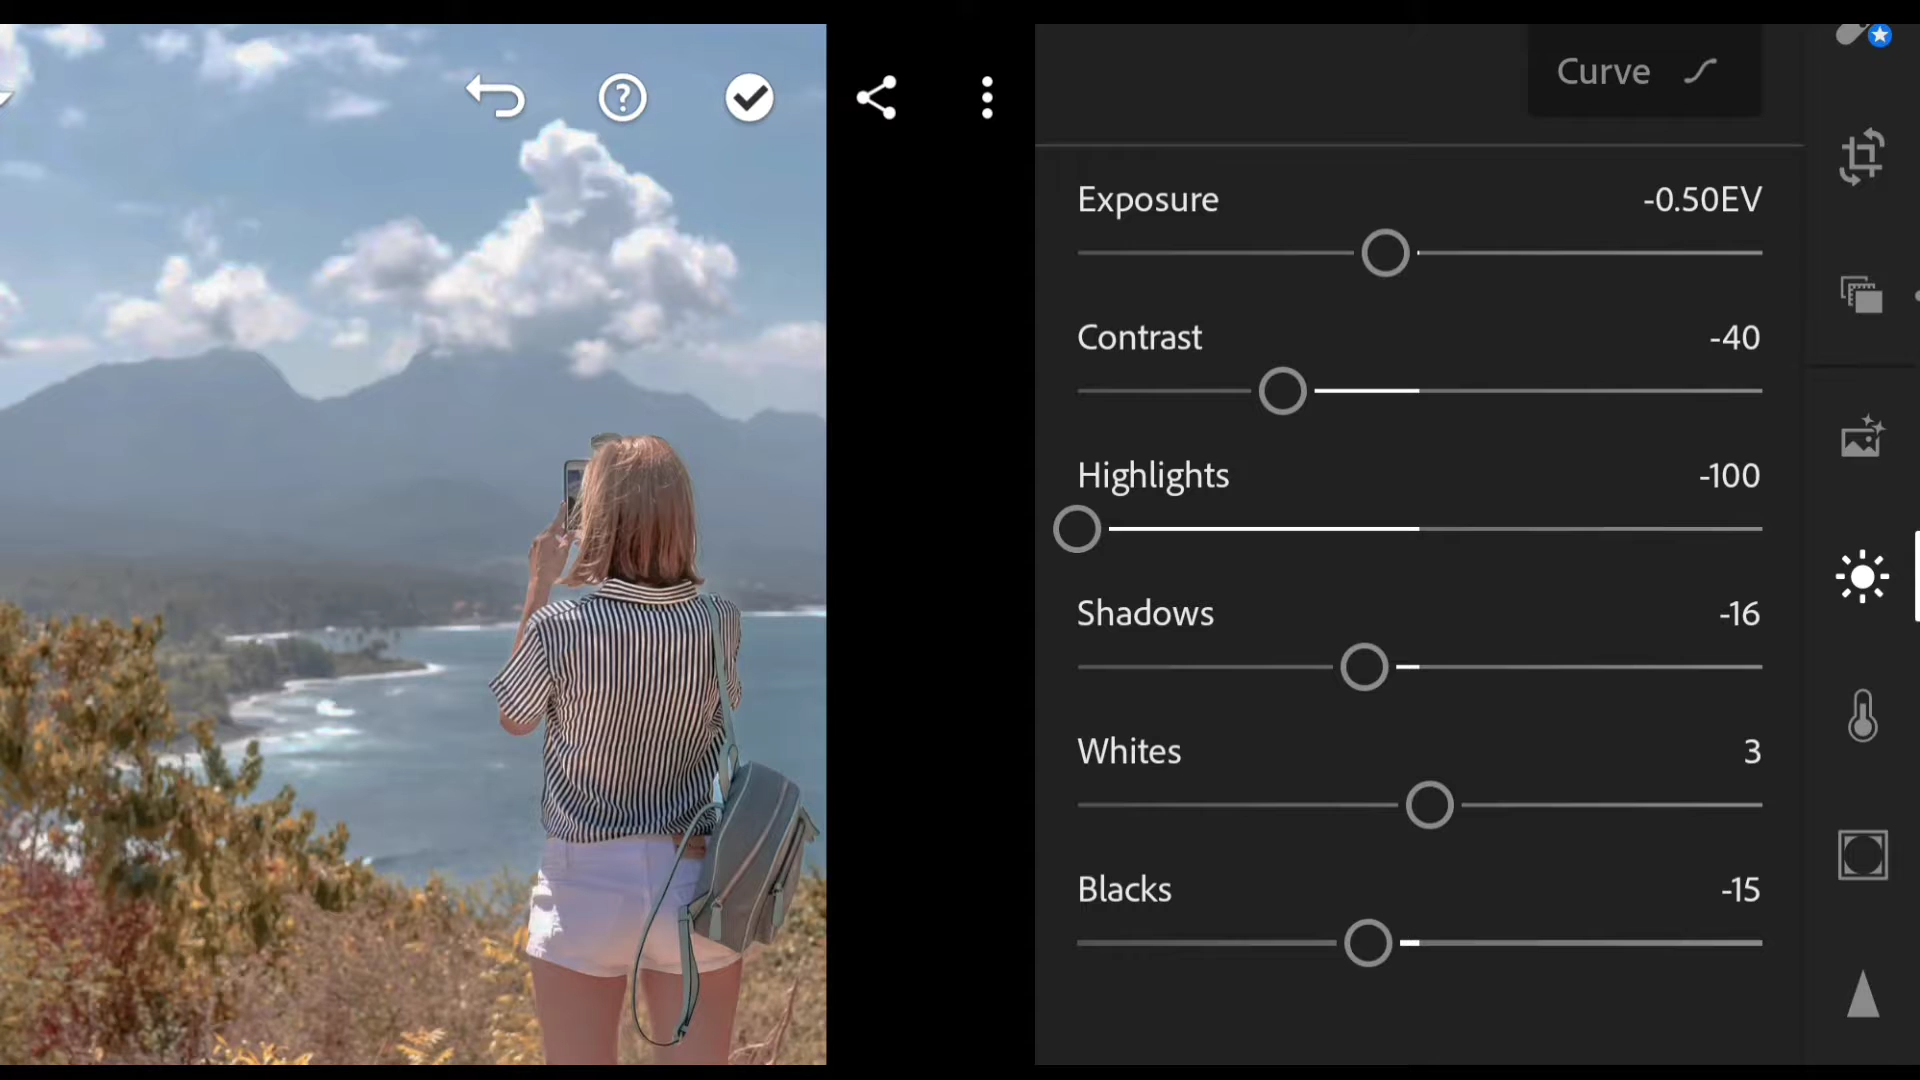 Curve
Exposure -0.50EV
Contrast -40
Highlights -100
Shadows -16
Whites 3
Blacks -15